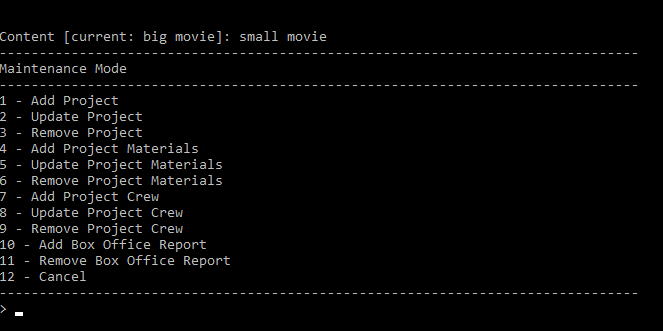 Content [current: big movie]: small movie
--------------------------------------------------------------------------------
Maintenance Mode
--------------------------------------------------------------------------------
1 - Add Project
2 - Update Project
3 - Remove Project
4 - Add Project Materials
5 - Update Project Materials
6 - Remove Project Materials
7 - Add Project Crew
8 - Update Project Crew
9 - Remove Project Crew
10 - Add Box Office Report
11 - Remove Box Office Report
12 - Cancel
--------------------------------------------------------------------------------
> _